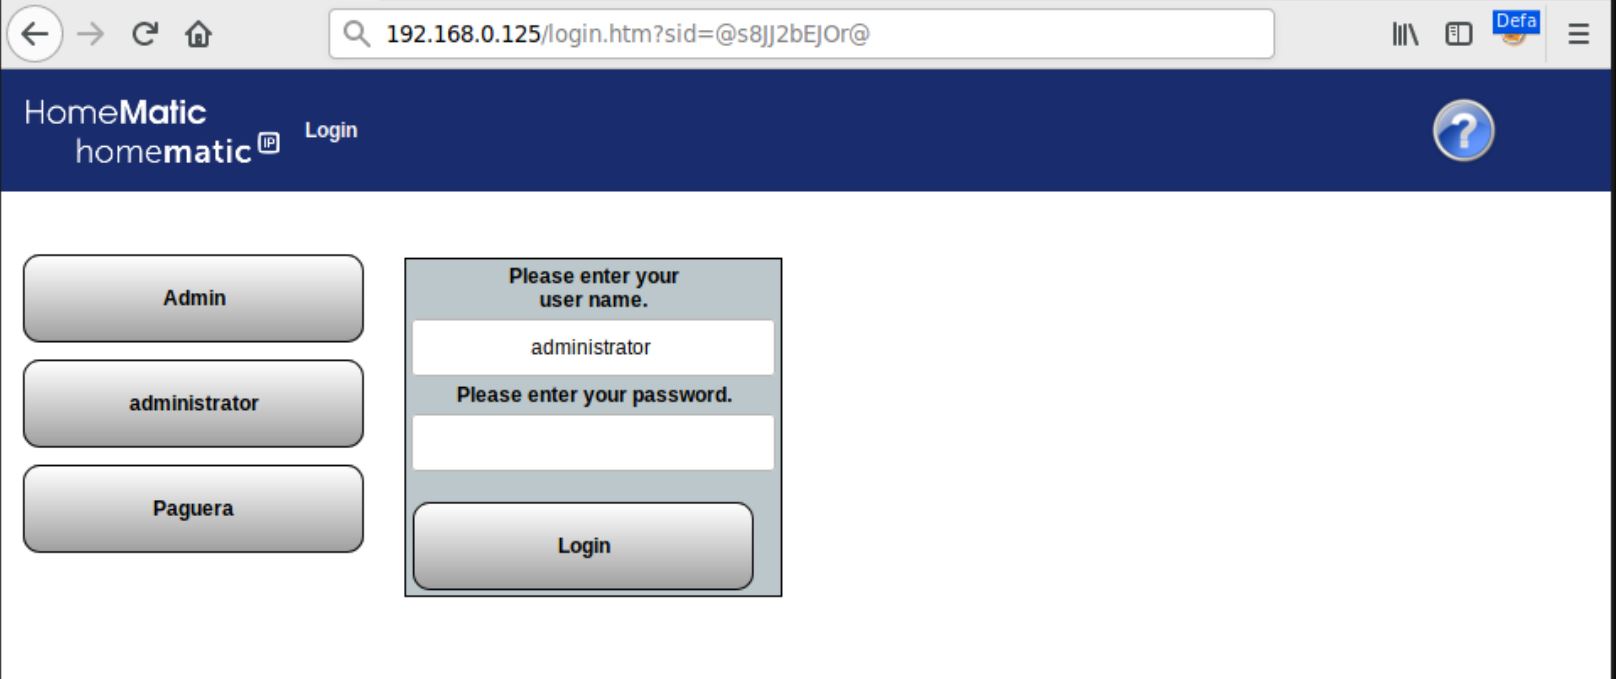 192.168.0.125/login.htm?sid=@s8JJ2bEJOr@
Defa
HomeMatic
homematic IP
Login
?
Admin
administrator
Paguera
Please enter your
user name.
administrator
Please enter your password.
Login